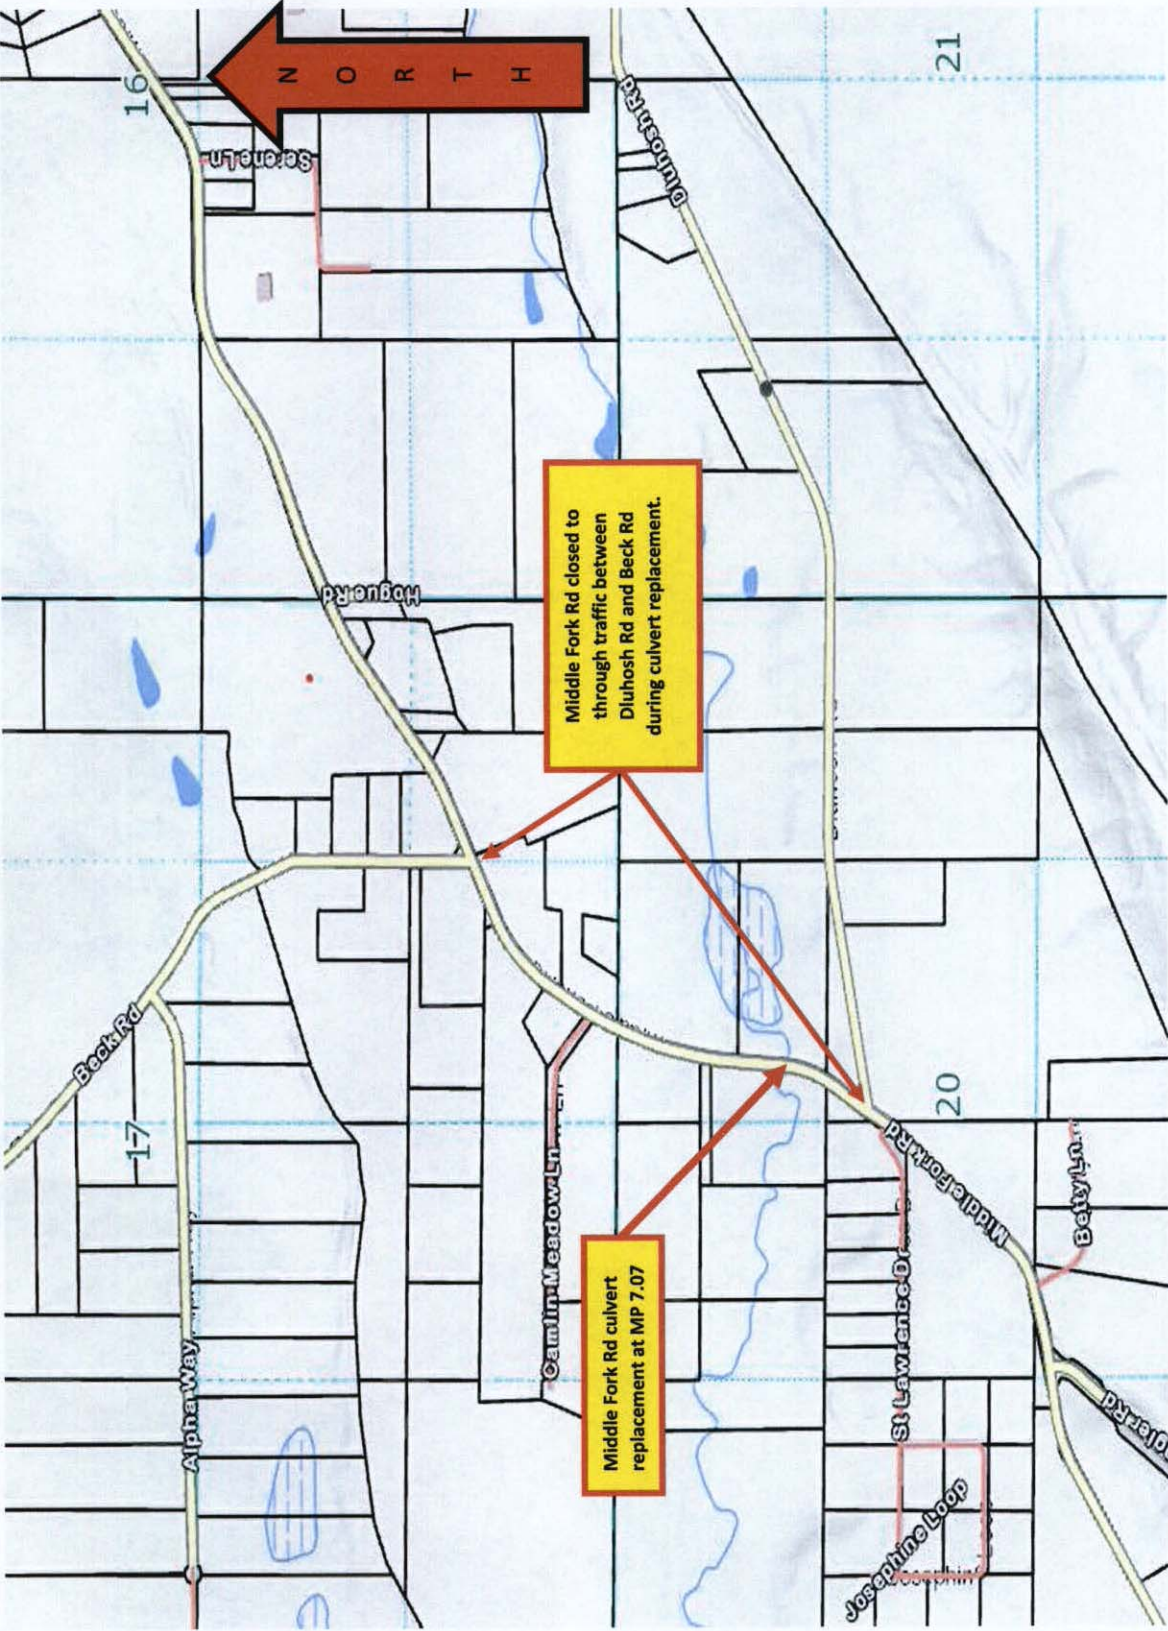 16
NORTH
21
Serene Ln
Dluhosh Rd
Hogue Rd
Middle Fork Rd closed to
through traffic between
Dluhosh Rd and Beck Rd
during culvert replacement.
Beck Rd
17
Camlin Meadow Ln
Alpha Way
20
Middle Fork Rd
Betty Ln
St Lawrence Dr
Middle Fork Rd culvert
replacement at MP 7.07
Josephine Loop
gler Rd